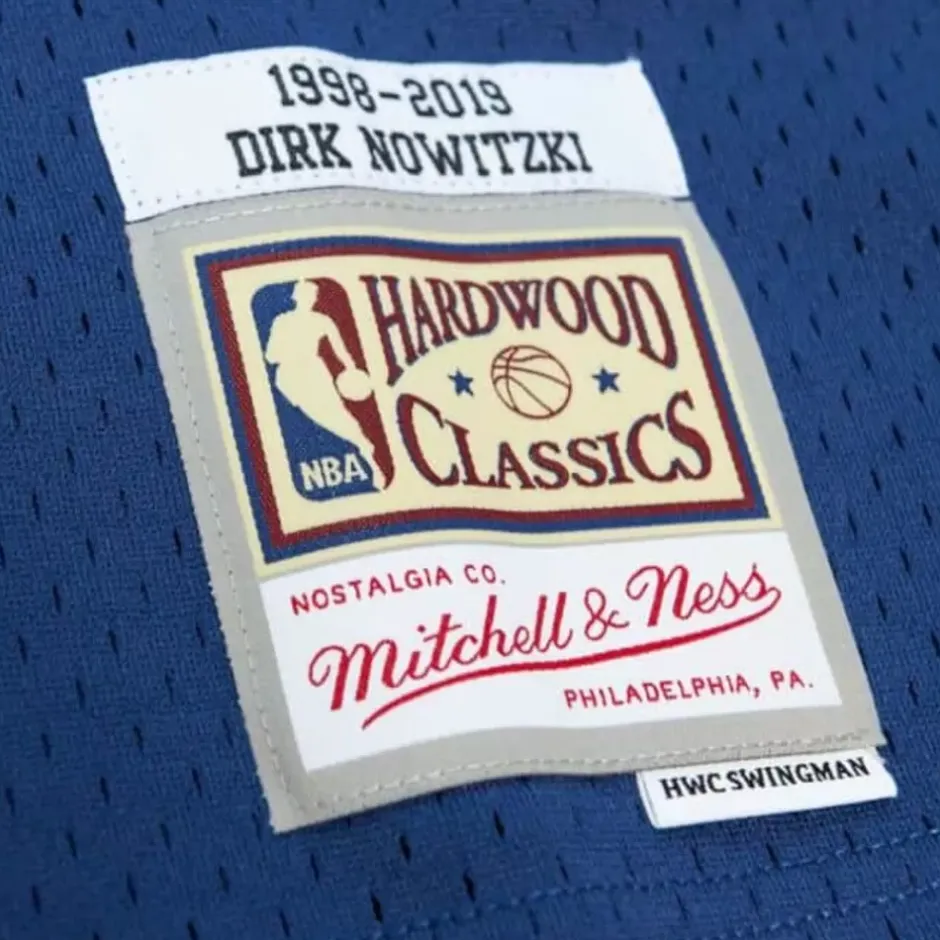 1998-2019
DIRK NOWITZKI
HARDWOOD
CLASSICS
NBA
NOSTALGIA CO.
Mitchell & Ness
PHILADELPHIA, PA.
HWC SWINGMAN